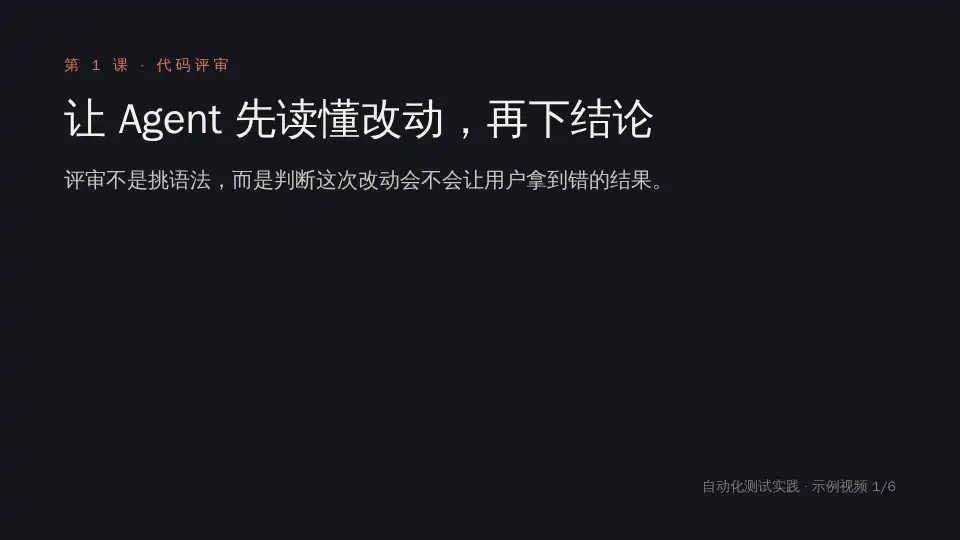 第 1 课 · 代码评审
让 Agent 先读懂改动，再下结论
评审不是挑语法，而是判断这次改动会不会让用户拿到错的结果。
自动化测试实践 · 示例视频 1/6